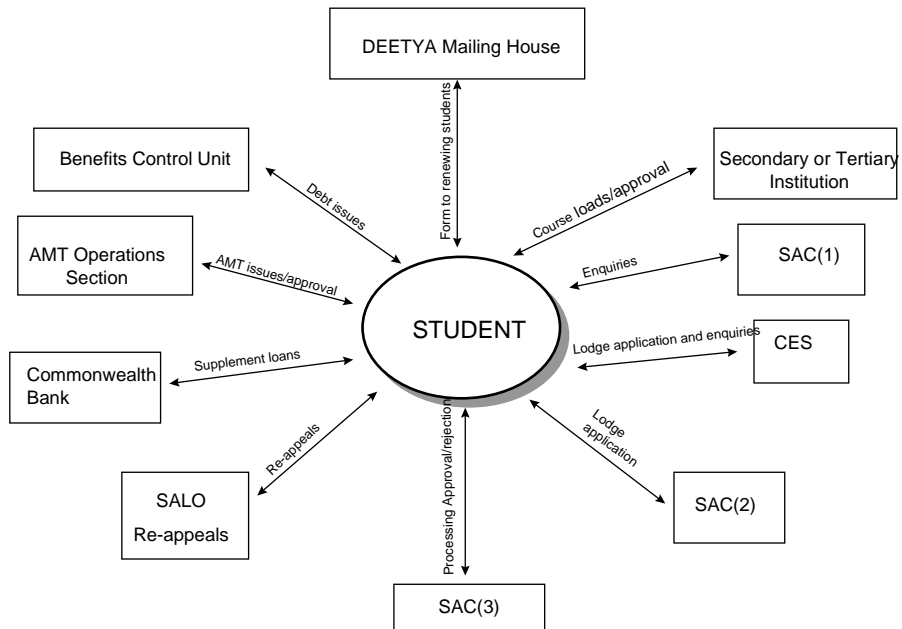 DEETYA Mailing House
Form to renewing students
Benefits Control Unit
Debt issues
Secondary or Tertiary
Institution
Course loads/approval
AMT Operations
Section
AMT issues/approval
SAC(1)
Enquiries
STUDENT
CES
Lodge application and enquiries
Commonwealth
Bank
Supplement loans
SALO
Re-appeals
Re-appeals
Lodge
application
SAC(2)
Processing Approval/rejection
SAC(3)